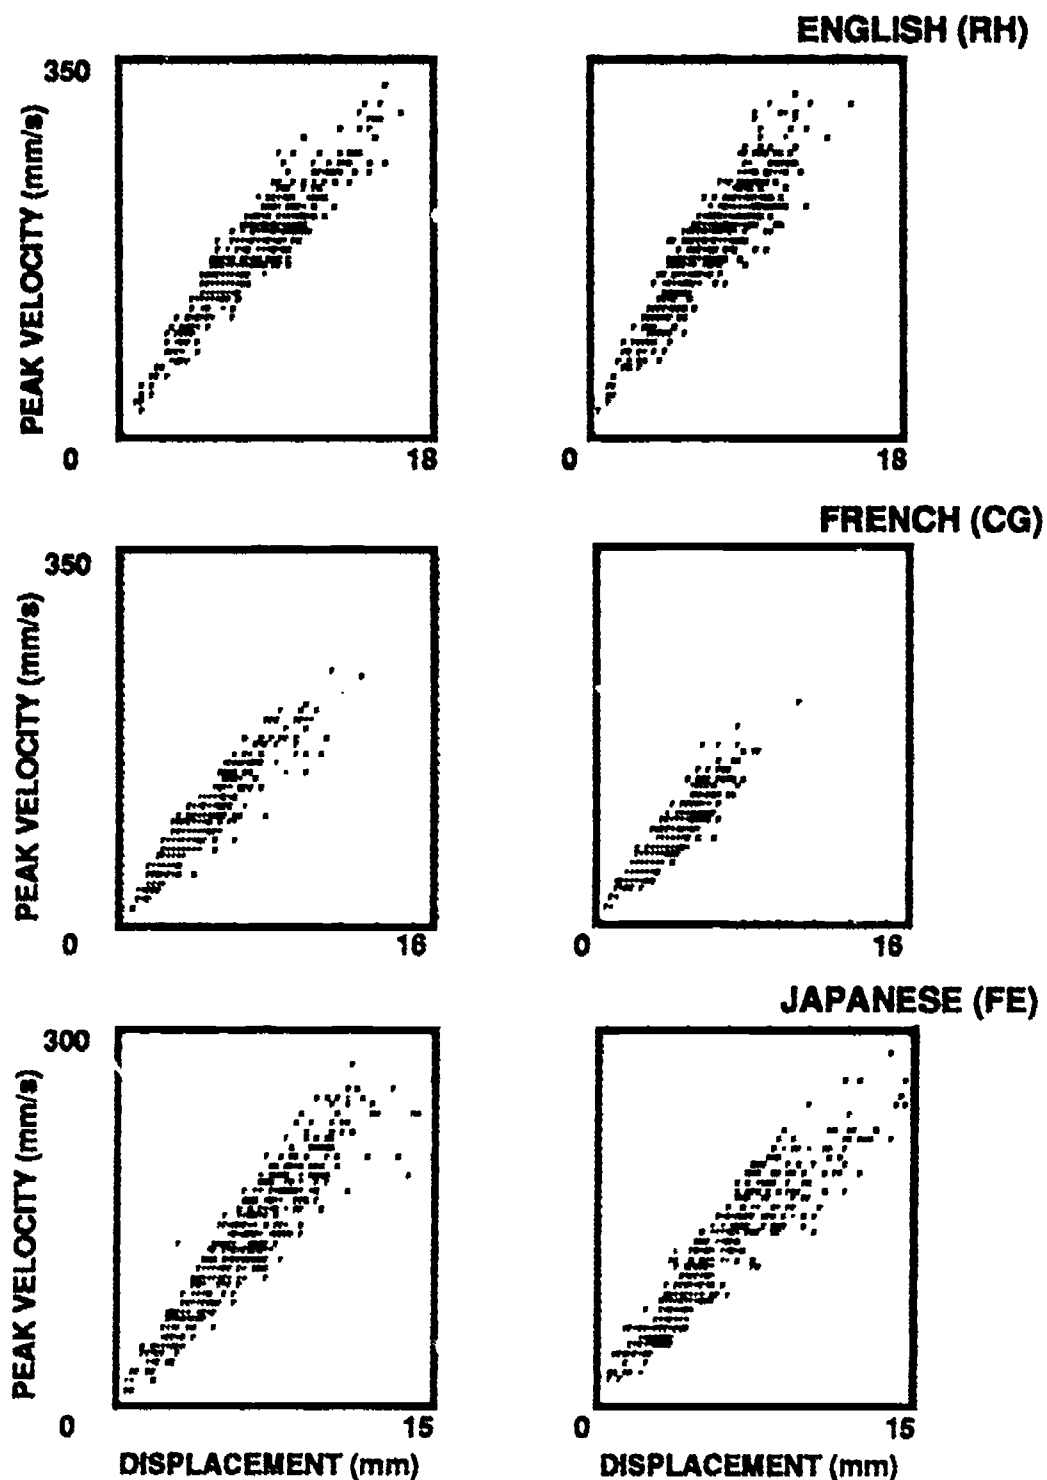 ENGLISH (RH)
350
PEAK VELOCITY (mm/s)
0
18
0
18
FRENCH (CG)
350
PEAK VELOCITY (mm/s)
0
16
0
16
JAPANESE (FE)
300
PEAK VELOCITY (mm/s)
0
15
0
15
DISPLACEMENT (mm)
DISPLACEMENT (mm)